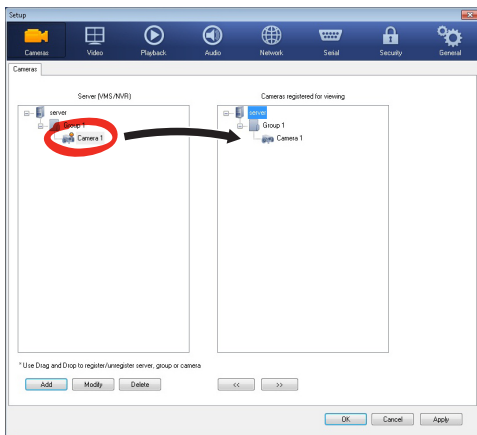 Setup
Cameras Video Playback Audio Network Serial Security General
Cameras
Server (VMS/NVR) Cameras registered for viewing
server server
Group 1 Group 1
Camera 1 Camera 1
* Use Drag and Drop to register/unregister server, group or camera
Add Modify Delete << >>
OK Cancel Apply